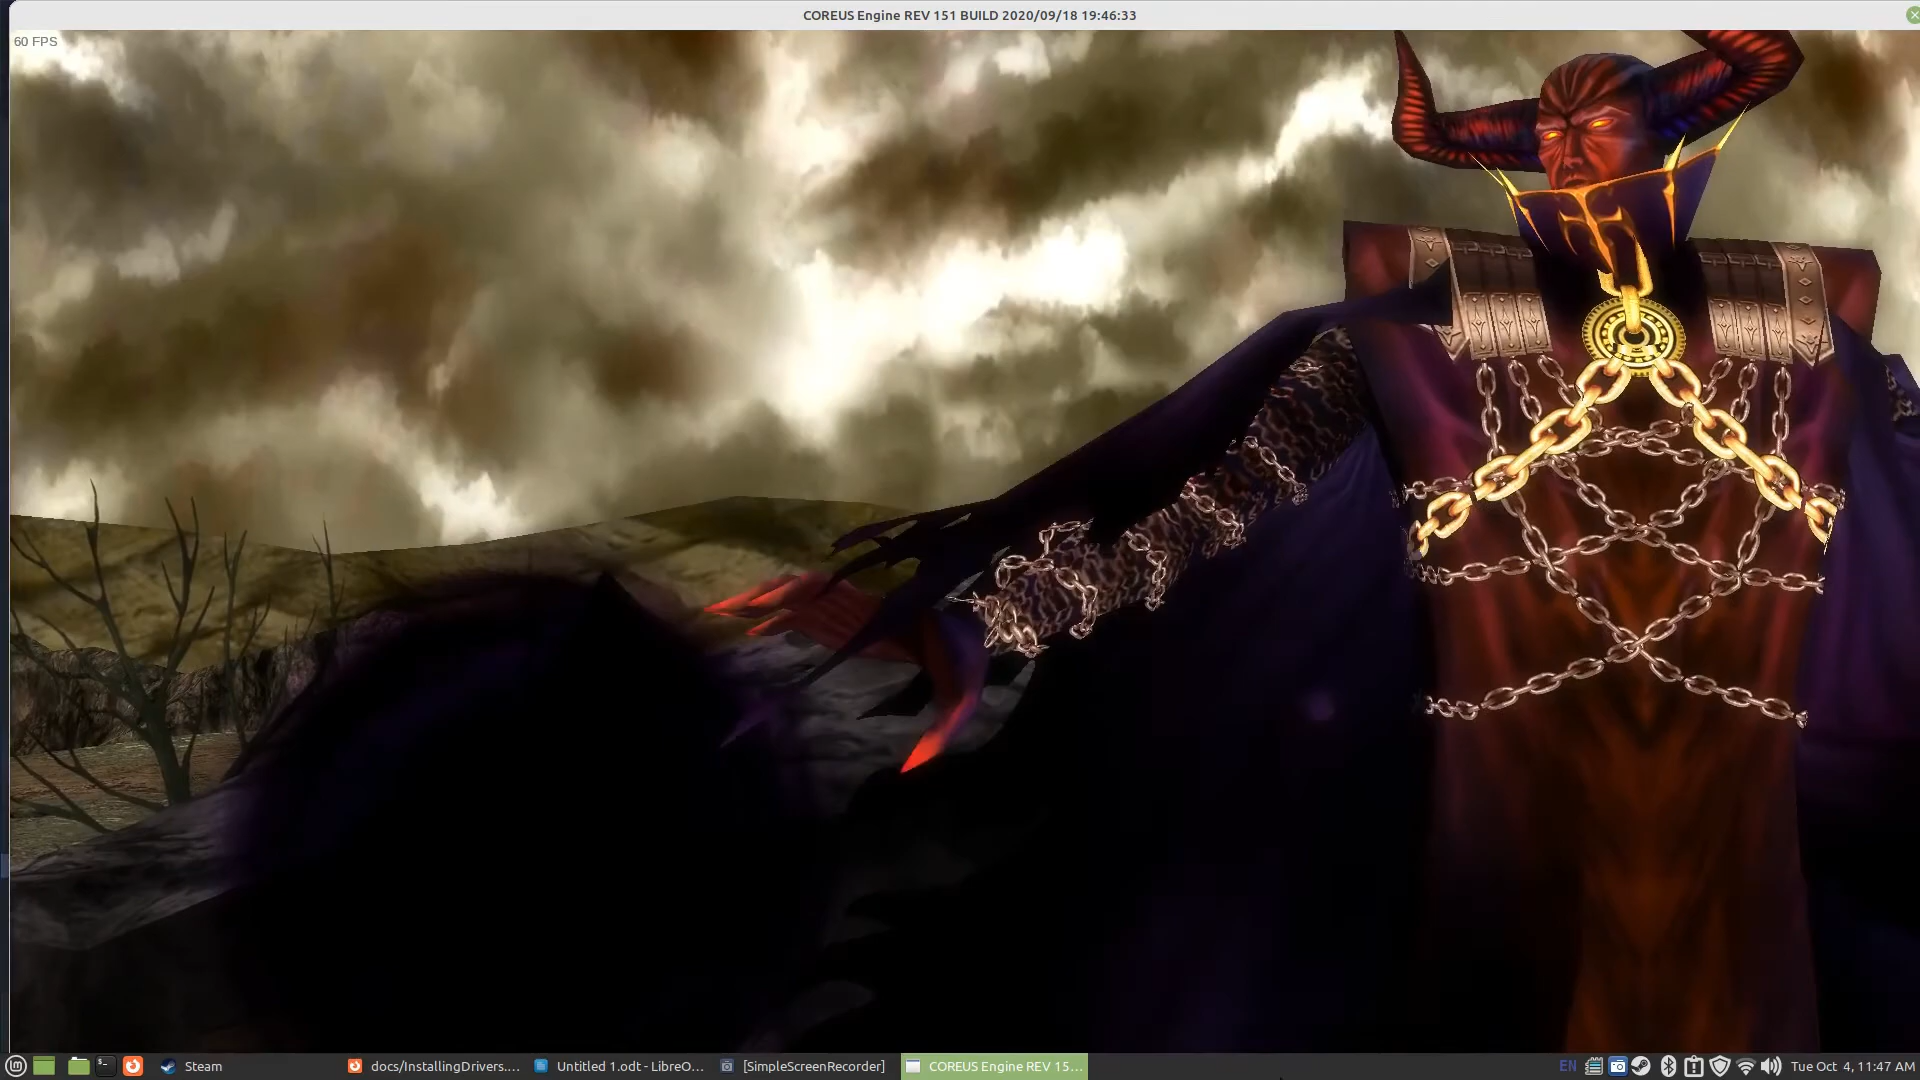 COREUS Engine REV 151 BUILD 2020/09/18 19:46:33
60 FPS
Steam
docs/InstallingDrivers....
Untitled 1.odt - LibreO...
[SimpleScreenRecorder]
COREUS Engine REV 15...
EN
Tue Oct 4, 11:47 AM